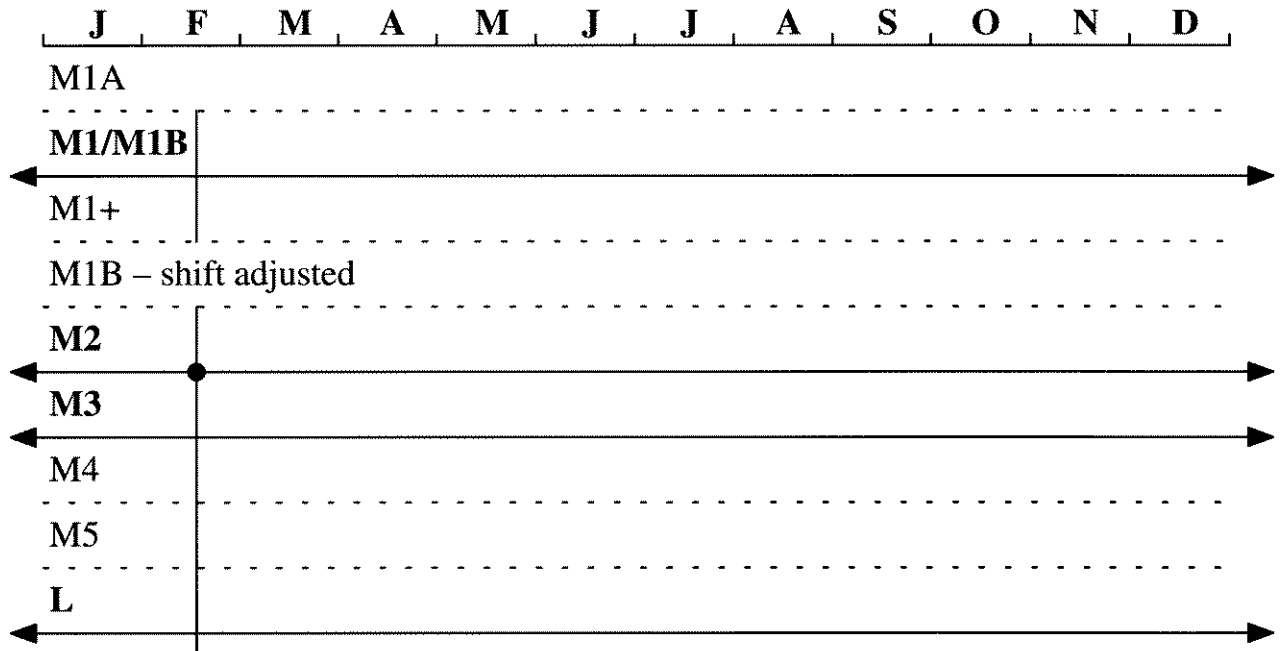 J F M A M J J A S O N D
M1A
M1/M1B
M1+
M1B – shift adjusted
M2
M3
M4
M5
L